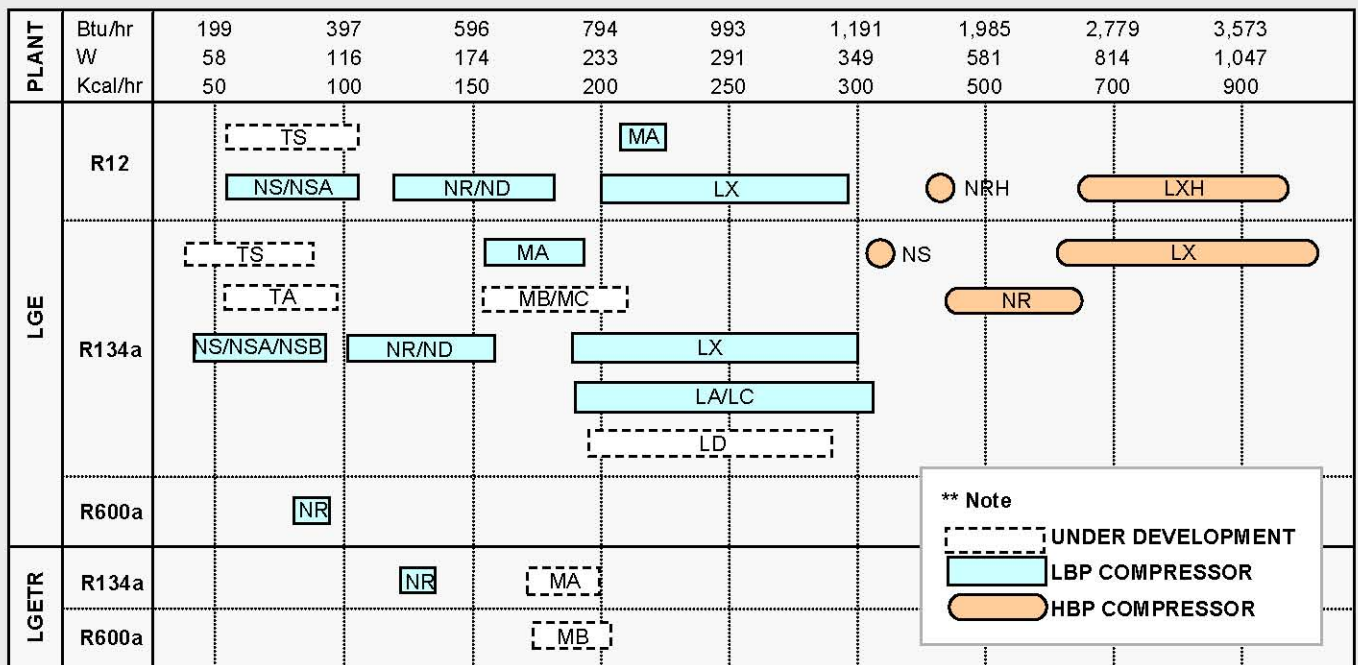 PLANT
Btu/hr 199 397 596 794 993 1,191 1,985 2,779 3,573
W 58 116 174 233 291 349 581 814 1,047
Kcal/hr 50 100 150 200 250 300 500 700 900
LGE
R12
TS MA
NS/NSA NR/ND LX NRH LXH
R134a
TS MA NS LX
TA MB/MC NR
NS/NSA/NSB NR/ND LX
LA/LC
LD
R600a
NR
** Note
UNDER DEVELOPMENT
LBP COMPRESSOR
HBP COMPRESSOR
LGETR
R134a NR MA
R600a MB